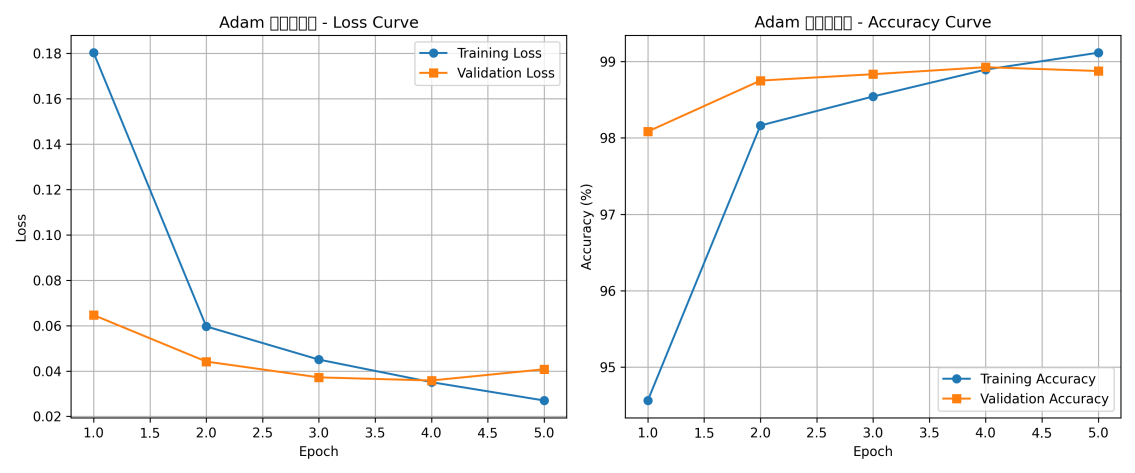 Adam □□□□□ - Loss Curve
0.18
0.16
0.14
0.12
0.10
0.08
0.06
0.04
0.02
Loss
Training Loss
Validation Loss
1.0 1.5 2.0 2.5 3.0 3.5 4.0 4.5 5.0
Epoch
Adam □□□□□ - Accuracy Curve
99
98
97
96
95
Accuracy (%)
Training Accuracy
Validation Accuracy
1.0 1.5 2.0 2.5 3.0 3.5 4.0 4.5 5.0
Epoch